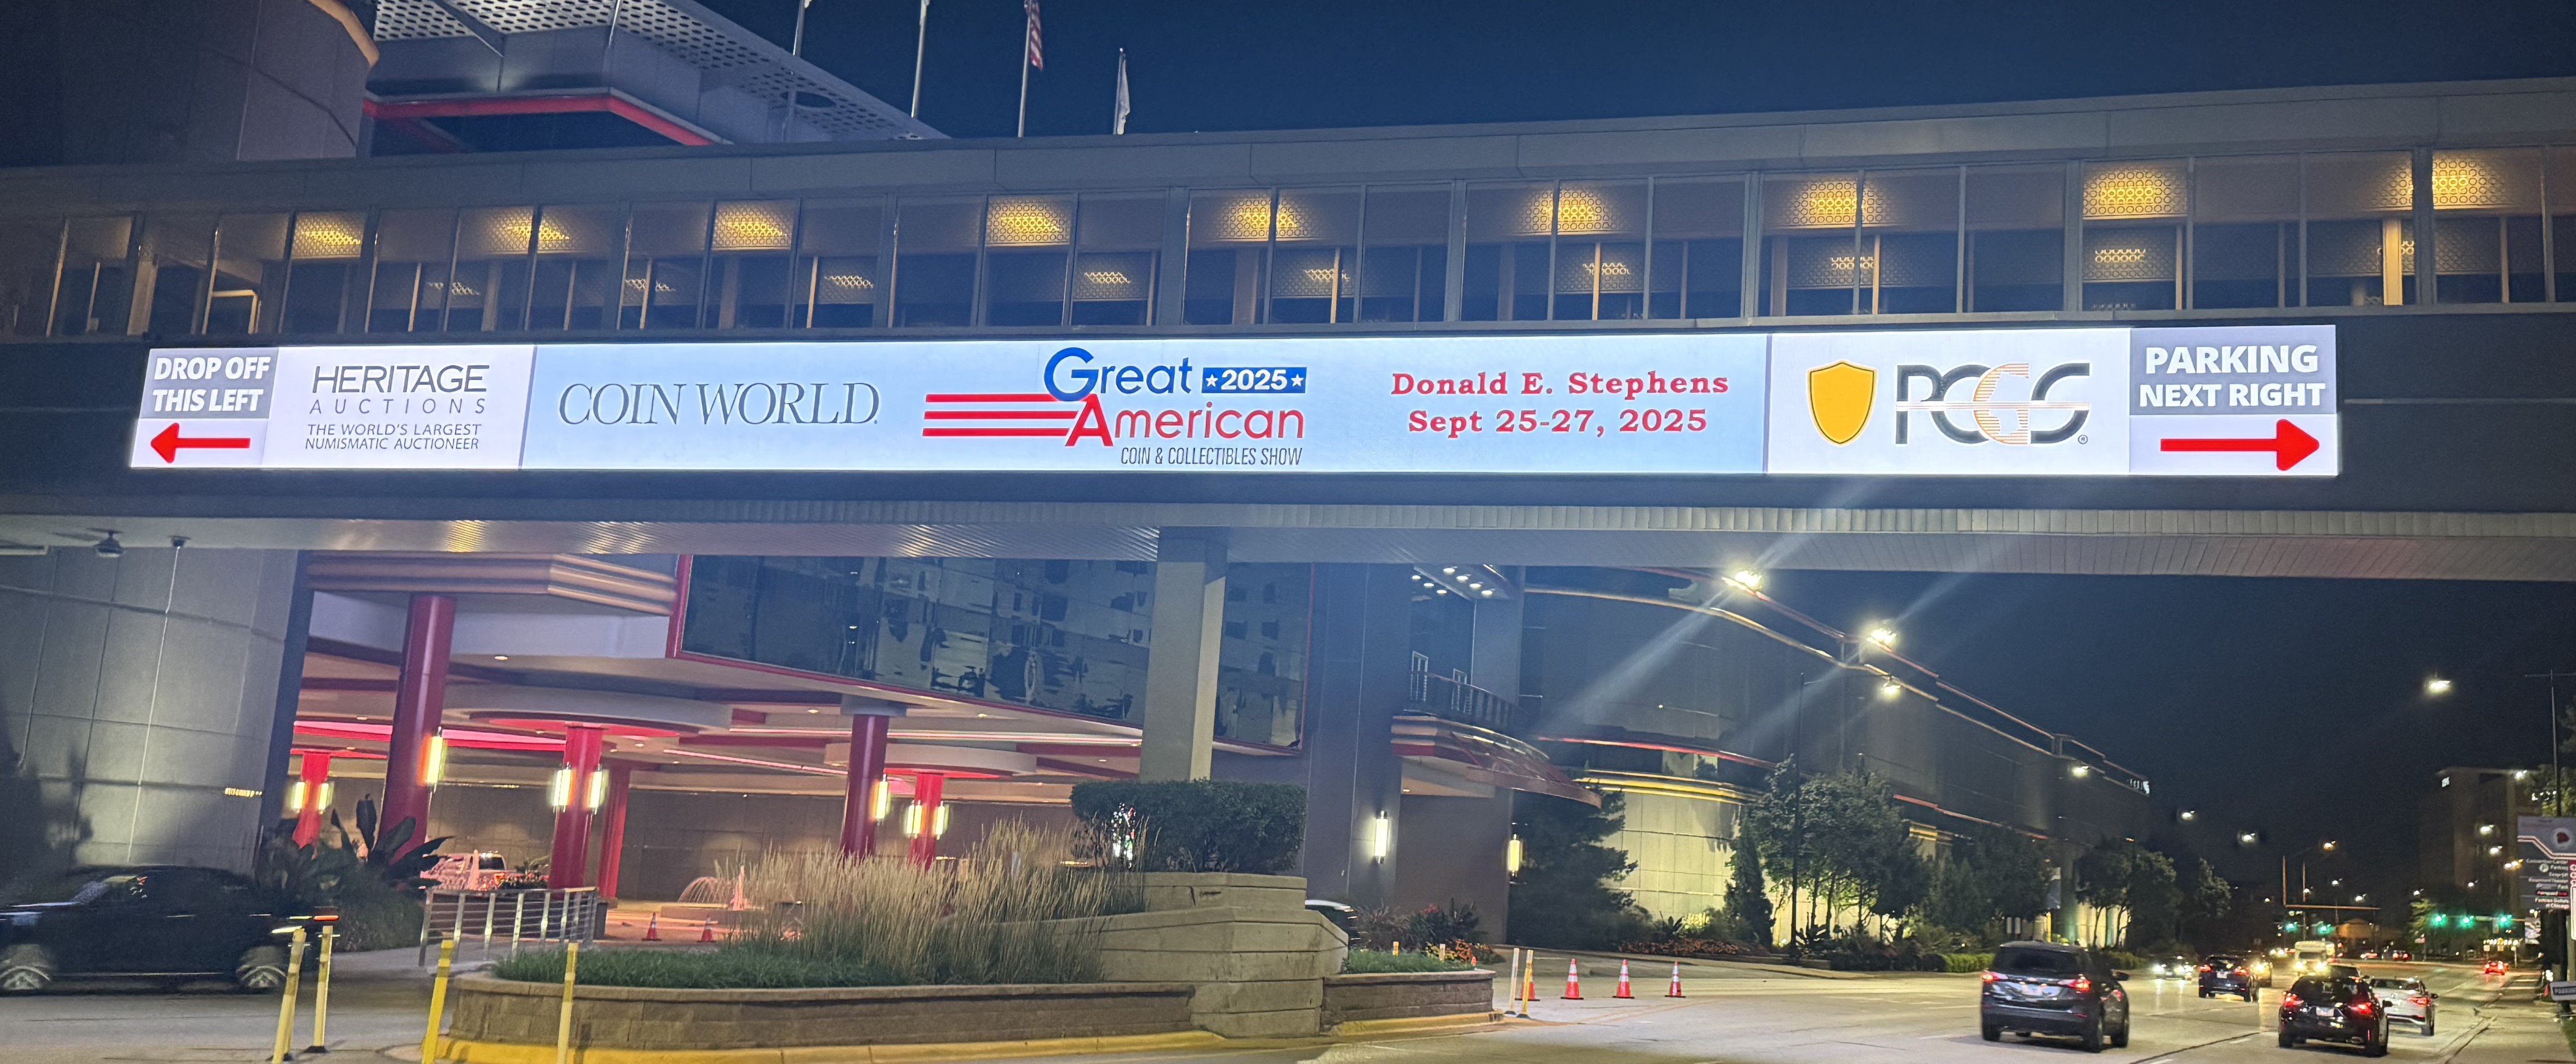 DROP OFF
THIS LEFT
HERITAGE
AUCTIONS
THE WORLD'S LARGEST
NUMISMATIC AUCTIONEER
COIN WORLD®
Great 2025
American
COIN & COLLECTIBLES SHOW
Donald E. Stephens
Sept 25-27, 2025
PCGS®
PARKING
NEXT RIGHT